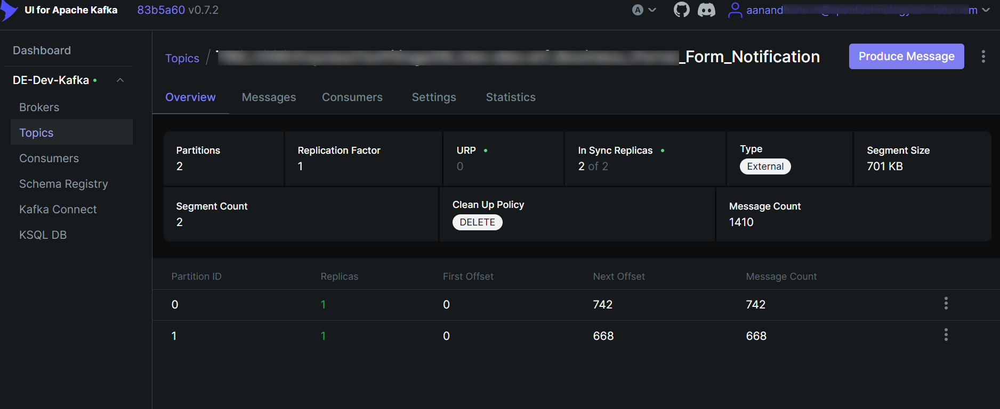 UI for Apache Kafka 83b5a60 v0.7.2 A aanand
Dashboard
DE-Dev-Kafka
Brokers
Topics
Consumers
Schema Registry
Kafka Connect
KSQL DB
Topics / _Form_Notification Produce Message
Overview Messages Consumers Settings Statistics
Partitions Replication Factor URP In Sync Replicas Type Segment Size
2 1 0 2 of 2 External 701 KB
Segment Count Clean Up Policy Message Count
2 DELETE 1410
Partition ID Replicas First Offset Next Offset Message Count
0 1 0 742 742
1 1 0 668 668